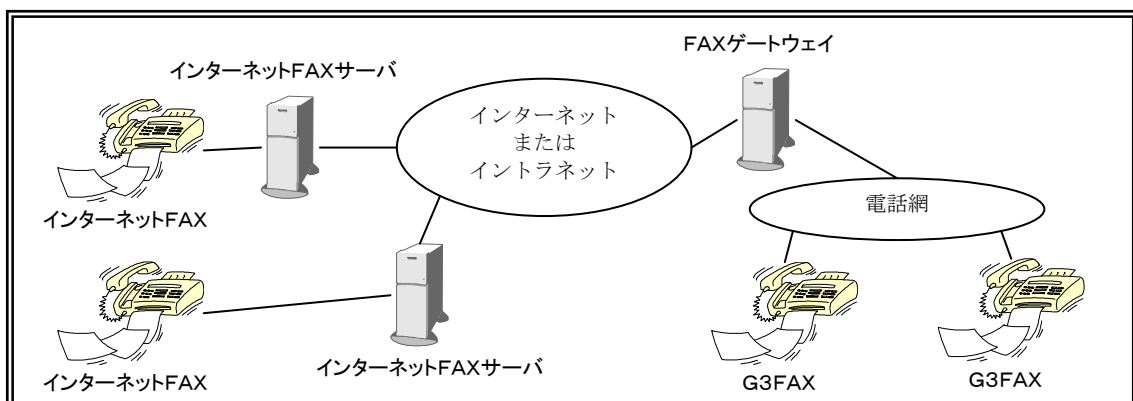 FAXゲートウェイ
インターネットFAXサーバ
インターネット
または
イントラネット
インターネットFAX
電話網
インターネットFAXサーバ
インターネットFAX
G3FAX
G3FAX